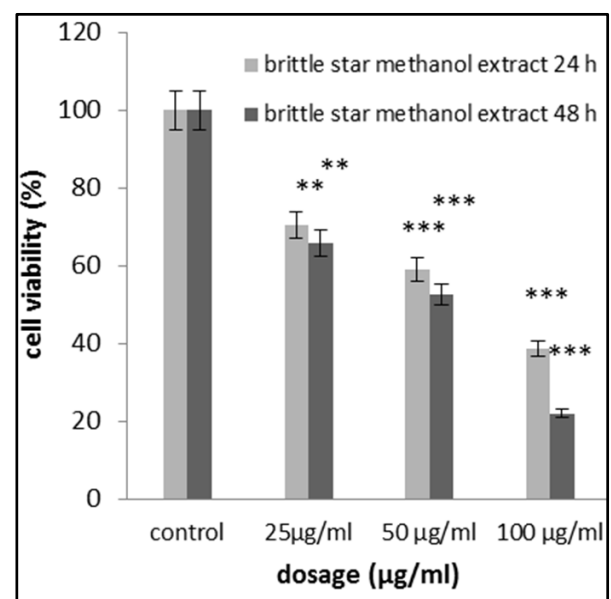 120
100
80
60
40
20
0
cell viability (%)
brittle star methanol extract 24 h
brittle star methanol extract 48 h
**
**
***
***
***
***
control 25µg/ml 50 µg/ml 100 µg/ml
dosage (µg/ml)